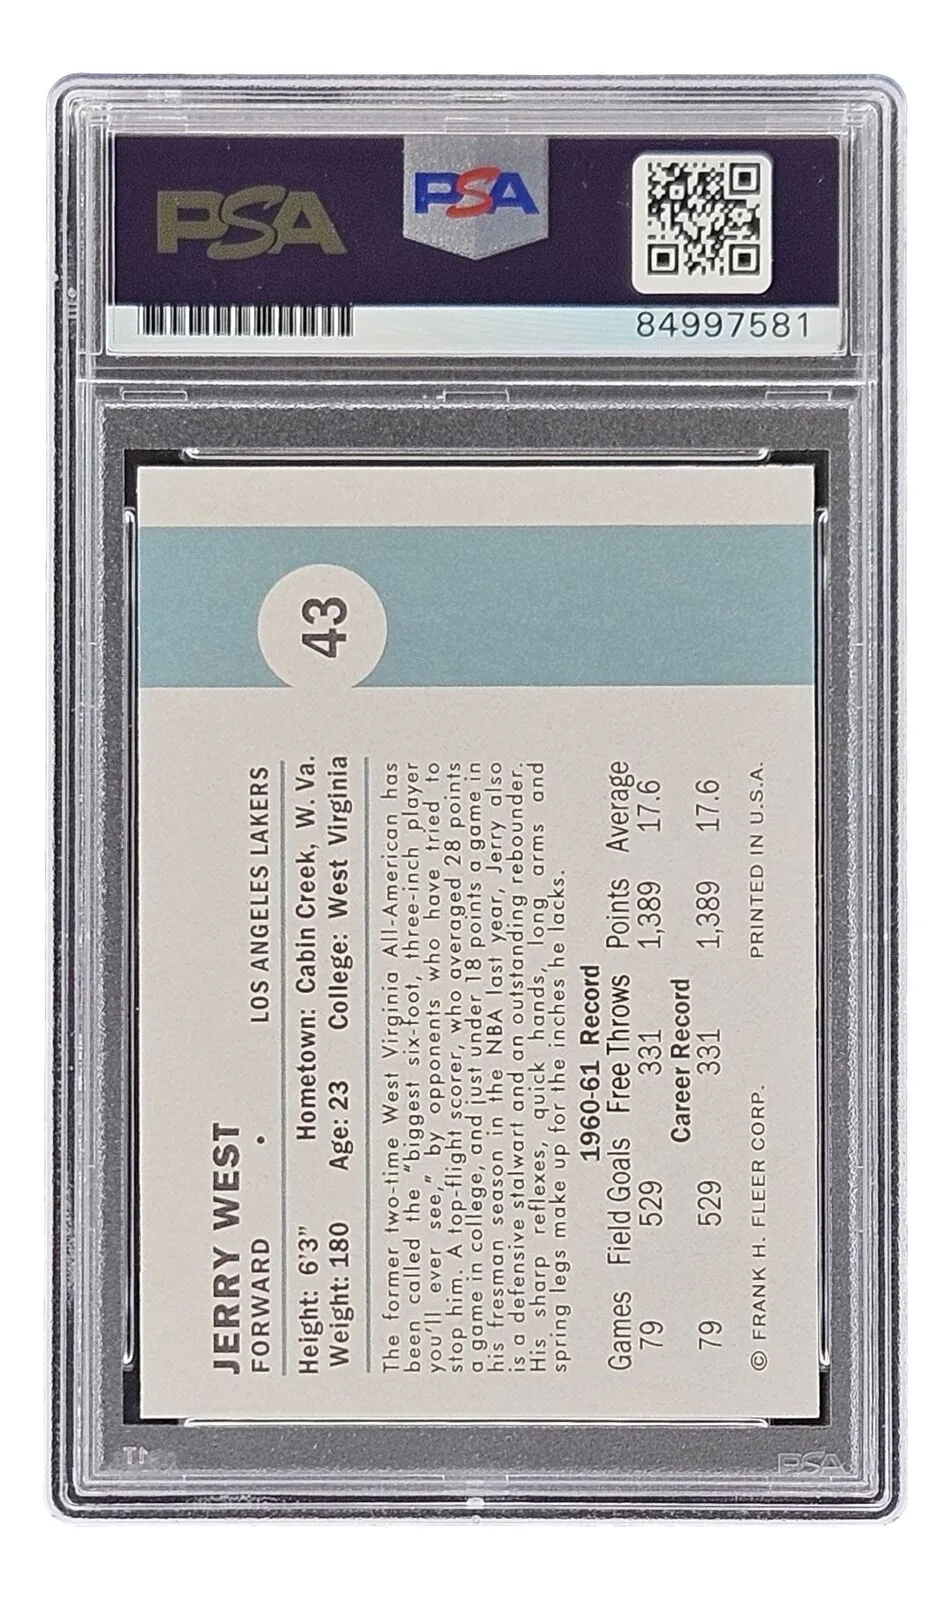 PSA
PSA
84997581
43
JERRY WEST
FORWARD • LOS ANGELES LAKERS
Height: 6'3" Hometown: Cabin Creek, W. Va.
Weight: 180 Age: 23 College: West Virginia
The former two-time West Virginia All-American has
been called the "biggest six-foot, three-inch player
you'll ever see," by opponents who have tried to
stop him. A top-flight scorer, who averaged 28 points
a game in college, and just under 18 points a game in
his fresman season in the NBA last year, Jerry also
is a defensive stalwart and an outstanding rebounder.
His sharp reflexes, quick hands, long arms and
spring legs make up for the inches he lacks.
1960-61 Record
Games Field Goals Free Throws Points Average
79 529 331 1,389 17.6
Career Record
79 529 331 1,389 17.6
© FRANK H. FLEER CORP. PRINTED IN U.S.A.
PSA